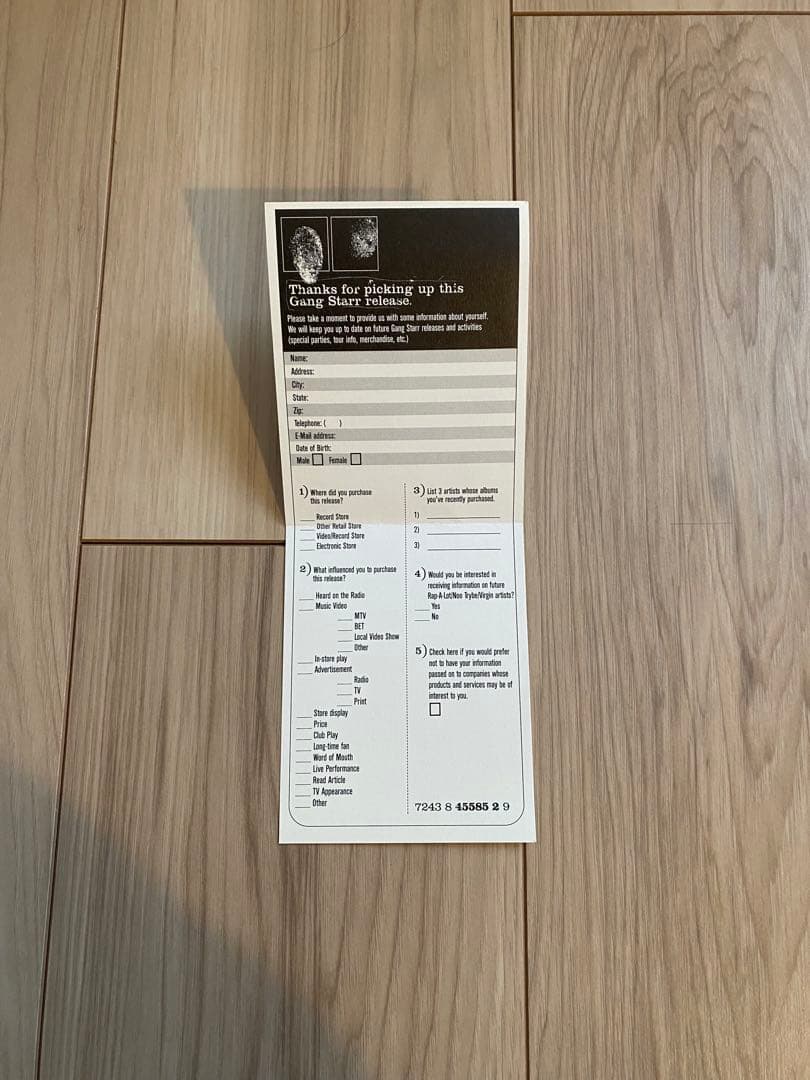 Thanks for picking up this
Gang Starr release.
Please take a moment to provide us with some information about yourself.
We will keep you up to date on future Gang Starr releases and activities
(special parties, tour info, merchandise, etc.)
Name:
Address:
City:
State:
Zip:
Telephone: (    )
E-Mail address:
Date of Birth:
Male Female
1) Where did you purchase
this release?
Record Store
Other Retail Store
Video/Record Store
Electronic Store
2) What influenced you to purchase
this release?
Heard on the Radio
Music Video
MTV
BET
Local Video Show
Other
In-store play
Advertisement
Radio
TV
Print
Store display
Price
Club Play
Long-time fan
Word of Mouth
Live Performance
Read Article
TV Appearance
Other
3) List 3 artists whose albums
you've recently purchased.
1)
2)
3)
4) Would you be interested in
receiving information on future
Rap-A-Lot/Noo Trybe/Virgin artists?
Yes
No
5) Check here if you would prefer
not to have your information
passed on to companies whose
products and services may be of
interest to you.
7243 8 45585 2 9